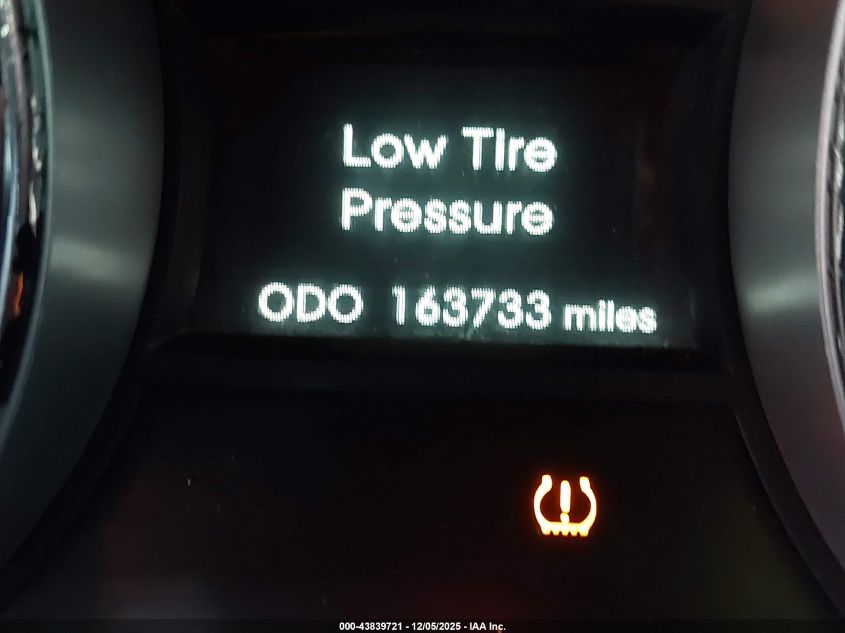 Low Tire
Pressure
ODO 163733 miles
000-43839721 - 12/05/2025 - IAA Inc.